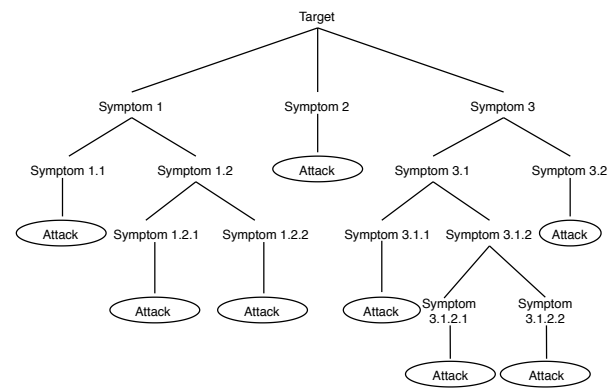 Target
Symptom 1
Symptom 2
Symptom 3
Symptom 1.1
Symptom 1.2
Attack
Symptom 3.1
Symptom 3.2
Attack
Symptom 1.2.1
Symptom 1.2.2
Symptom 3.1.1
Symptom 3.1.2
Attack
Attack
Attack
Attack
Symptom
3.1.2.1
Symptom
3.1.2.2
Attack
Attack